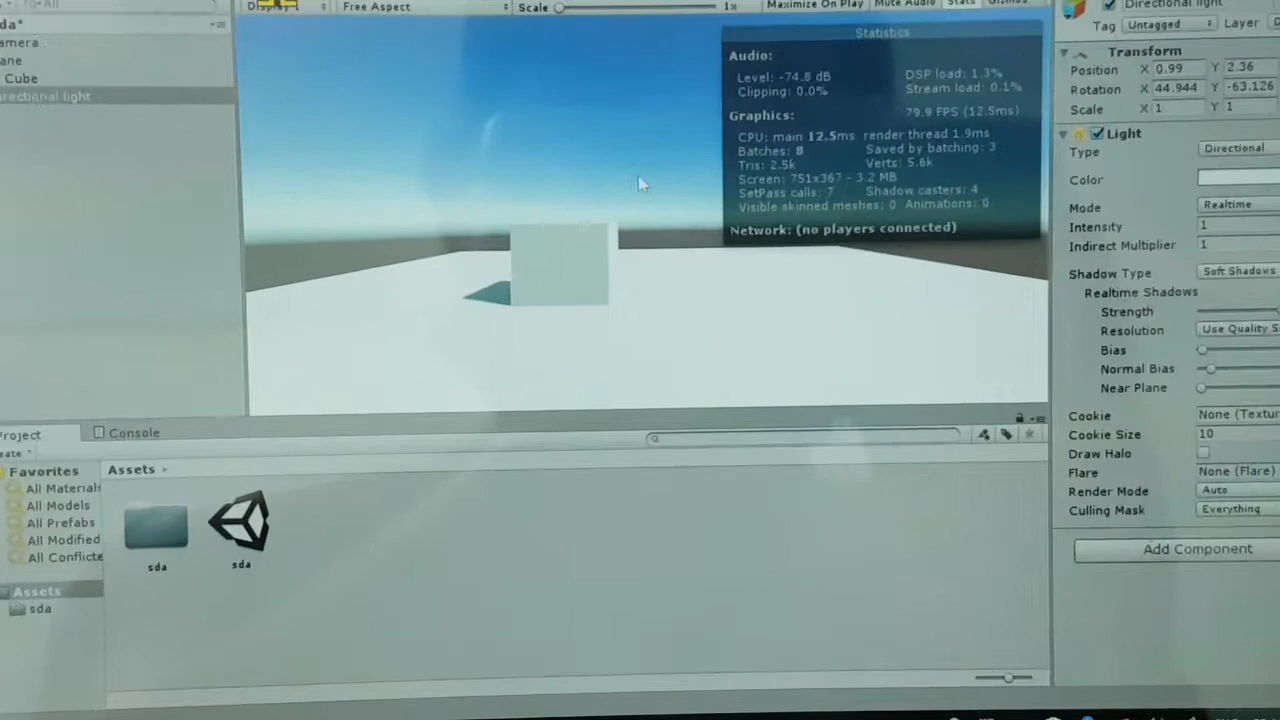 Display 1
Free Aspect
Scale
1x
Maximize On Play
Mute Audio
Stats
Gizmos
da*
amera
ane
Cube
rectional light
Statistics
Audio:
Level: -74.8 dB
DSP load: 1.3%
Clipping: 0.0%
Stream load: 0.1%
Graphics:
79.9 FPS (12.5ms)
CPU: main 12.5ms render thread 1.9ms
Batches: 8
Saved by batching: 3
Tris: 2.5k
Verts: 5.6k
Screen: 751x367 - 3.2 MB
SetPass calls: 7
Shadow casters: 4
Visible skinned meshes: 0 Animations: 0
Network: (no players connected)
Directional light
Tag Untagged
Layer
Transform
Position X 0.99 Y 2.36
Rotation X 44.944 Y -63.126
Scale X 1 Y 1
Light
Type Directional
Color
Mode Realtime
Intensity 1
Indirect Multiplier 1
Shadow Type Soft Shadows
Realtime Shadows
Strength
Resolution Use Quality S
Bias
Normal Bias
Near Plane
Cookie None (Textur
Cookie Size 10
Draw Halo
Flare None (Flare)
Render Mode Auto
Culling Mask Everything
Add Component
Project
Console
eate
Favorites
All Materials
All Models
All Prefabs
All Modified
All Conflicte
Assets
sda
Assets
sda
sda